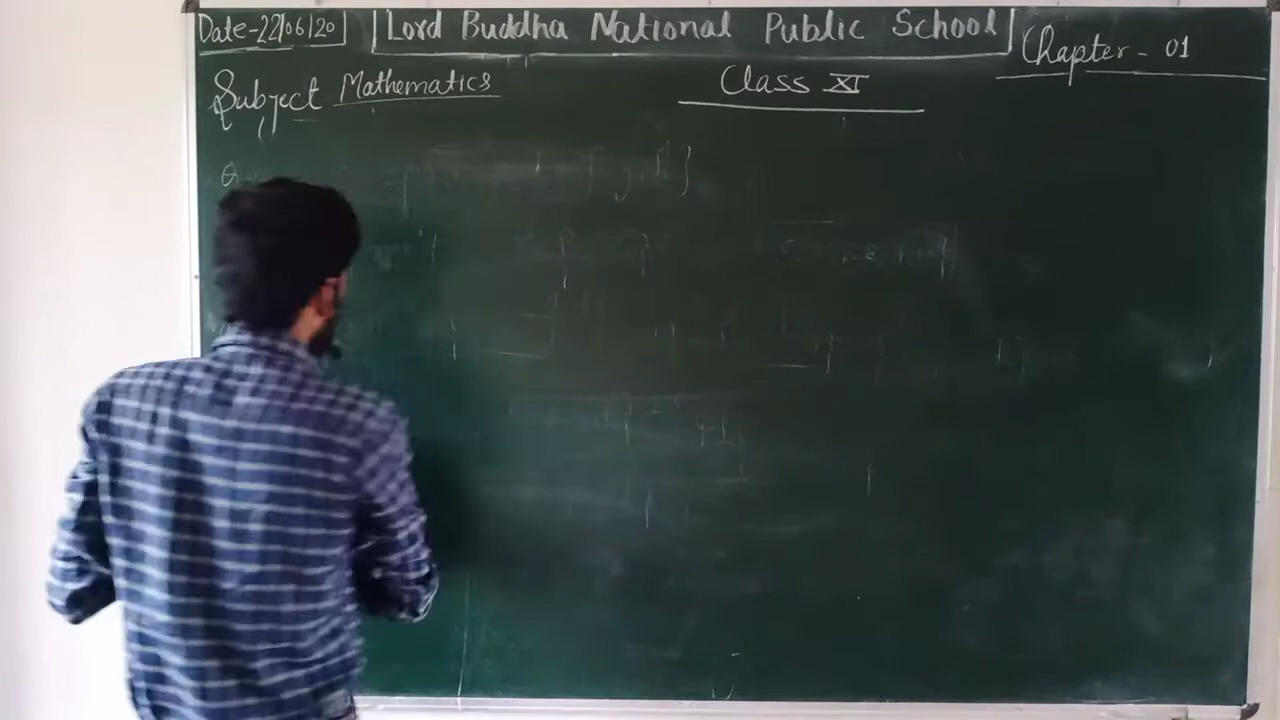 Date-22/06/20
Lord Buddha National Public School
Chapter - 01
Subject Mathematics
Class XI